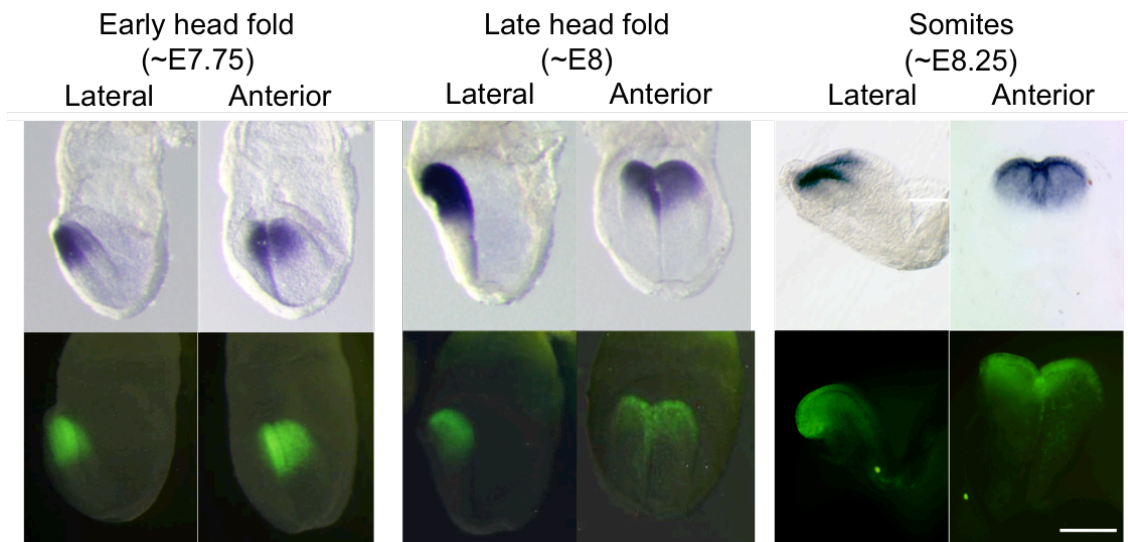 Early head fold
(~E7.75)
Lateral Anterior
Late head fold
(~E8)
Lateral Anterior
Somites
(~E8.25)
Lateral Anterior